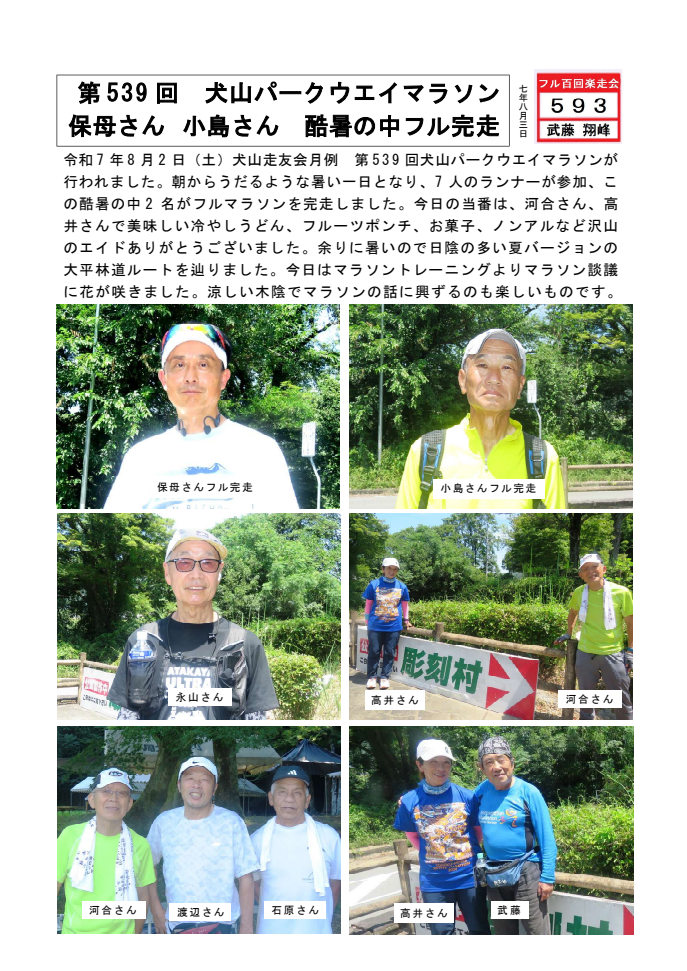 第539回　犬山パークウエイマラソン
保母さん 小島さん　酷暑の中フル完走
七年八月三日
フル百回楽走会
５９３
武藤 翔峰
令和7年8月2日（土）犬山走友会月例　第539回犬山パークウエイマラソンが
行われました。朝からうだるような暑い一日となり、7人のランナーが参加、こ
の酷暑の中2名がフルマラソンを完走しました。今日の当番は、河合さん、高
井さんで美味しい冷やしうどん、フルーツポンチ、お菓子、ノンアルなど沢山
のエイドありがとうございました。余りに暑いので日陰の多い夏バージョンの
大平林道ルートを辿りました。今日はマラソントレーニングよりマラソン談議
に花が咲きました。涼しい木陰でマラソンの話に興ずるのも楽しいものです。
保母さんフル完走
小島さんフル完走
ATAKAY
ULTRA
永山さん
彫刻村
高井さん
河合さん
河合さん
渡辺さん
石原さん
高井さん
武藤